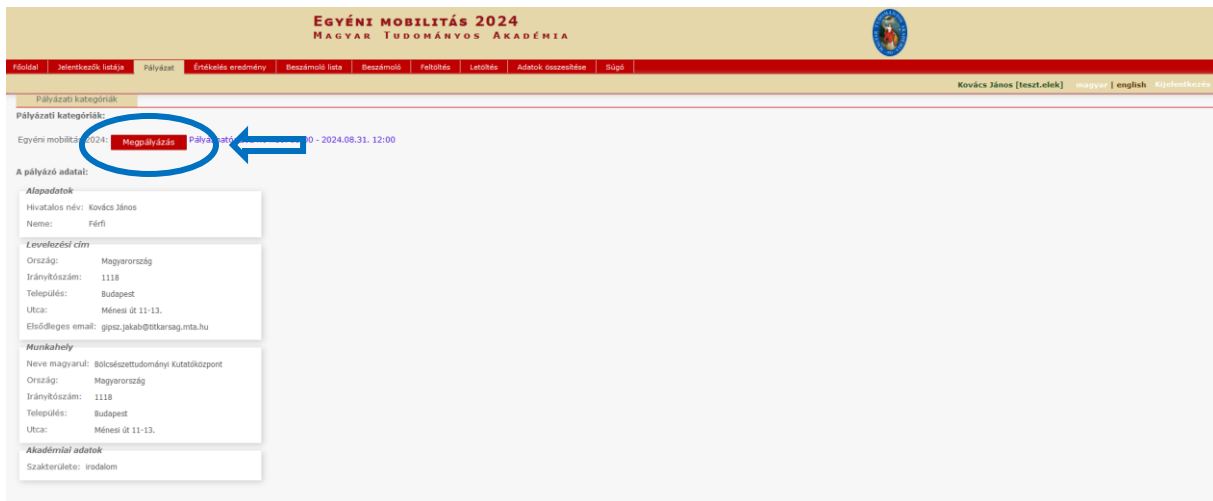 EGYÉNI MOBILITÁS 2024
MAGYAR TUDOMÁNYOS AKADÉMIA
Főoldal Jelentkezők listája Pályázat Értékelés eredmény Beszámoló lista Beszámoló Feltöltés Letöltés Adatok összesítése Súgó
Kovács János [teszt.elek] magyar | english Kijelentkezés
Pályázati kategóriák
Pályázati kategóriák:
Egyéni mobilitás 2024: Megpályázás - 2024.08.31. 12:00
A pályázó adatai:
Alapadatok
Hivatalos név: Kovács János
Neme: Férfi
Levelezési cím
Ország: Magyarország
Irányítószám: 1118
Település: Budapest
Utca: Ménesi út 11-13.
Elsődleges email: gipsz.jakab@titkarsag.mta.hu
Munkahely
Neve magyarul: Bölcsészettudományi Kutatóközpont
Ország: Magyarország
Irányítószám: 1118
Település: Budapest
Utca: Ménesi út 11-13.
Akadémiai adatok
Szakterülete: irodalom